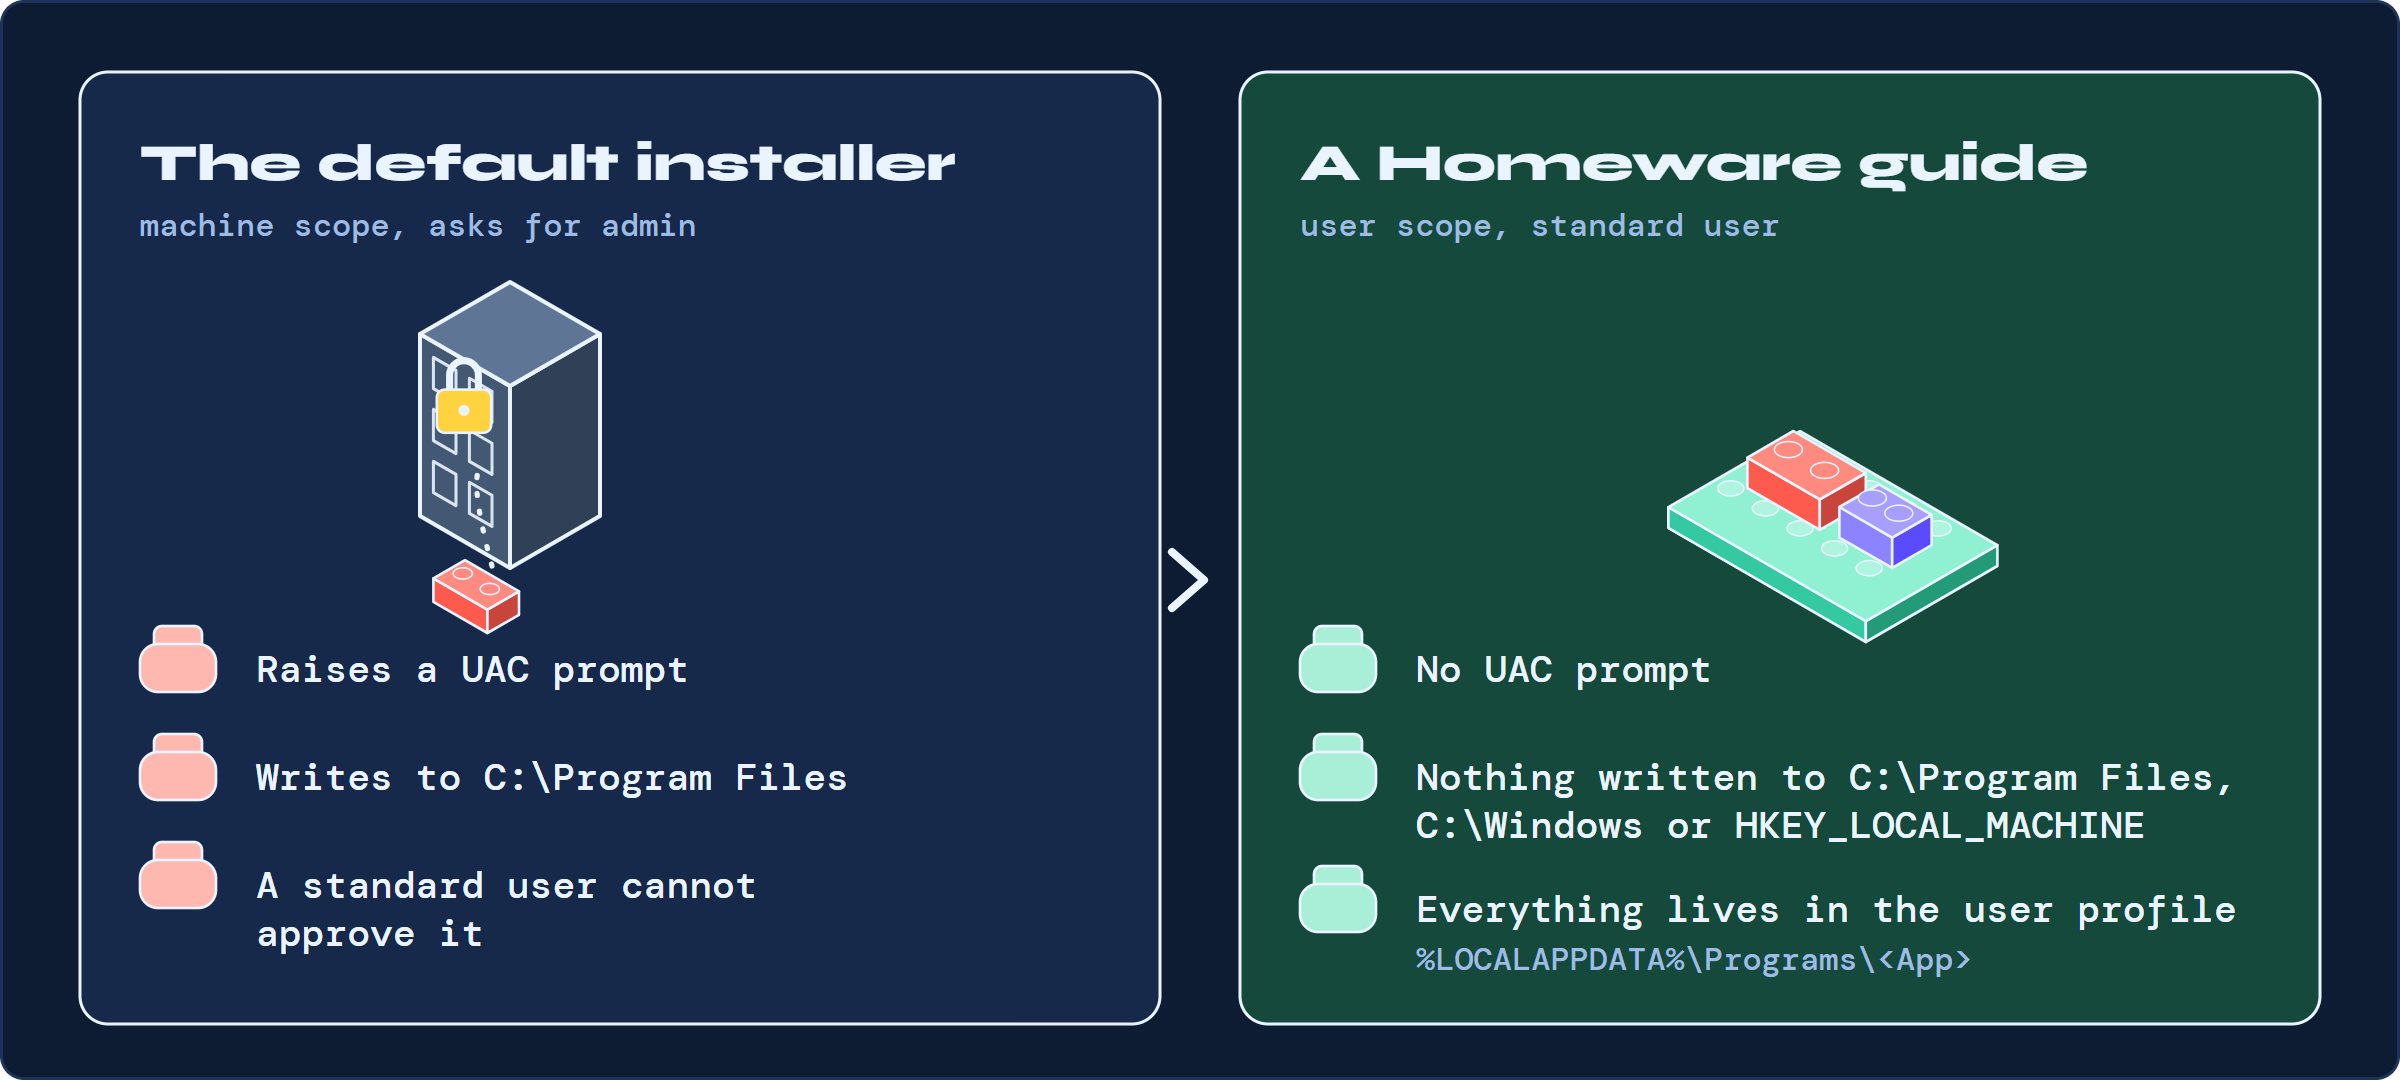 The default installer
machine scope, asks for admin
Raises a UAC prompt
Writes to C:\Program Files
A standard user cannot
approve it
A Homeware guide
user scope, standard user
No UAC prompt
Nothing written to C:\Program Files,
C:\Windows or HKEY_LOCAL_MACHINE
Everything lives in the user profile
%LOCALAPPDATA%\Programs\<App>